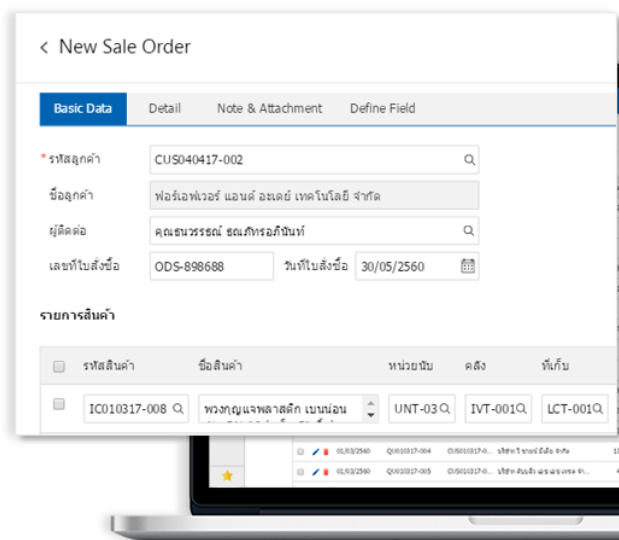 < New Sale Order
Basic Data Detail Note & Attachment Define Field
* รหัสลูกค้า CUS040417-002
ชื่อลูกค้า ฟอร์เอฟเวอร์ แอนด์ อะเดย์ เทคโนโลยี จำกัด
ผู้ติดต่อ คุณธนวรรธณ์ ธณภัทรอภินันท์
เลขที่ใบสั่งซื้อ ODS-898688 วันที่ใบสั่งซื้อ 30/05/2560
รายการสินค้า
รหัสสินค้า ชื่อสินค้า หน่วยนับ คลัง ที่เก็บ
IC010317-008 พวงกุญแจพลาสติก เบนน่อน UNT-03 IVT-001 LCT-001
01/03/2560 QU010317-004 CUS010317-0...
01/03/2560 QU010317-005 CUS010317-0...